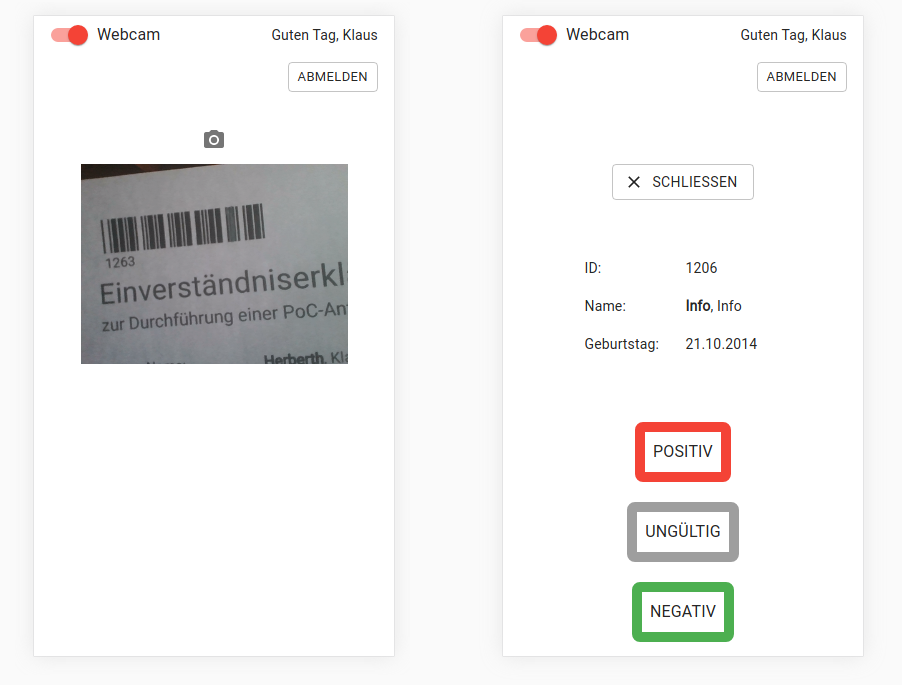 Webcam
Guten Tag, Klaus
ABMELDEN
1263
Einverständniserkl
zur Durchführung einer PoC-An
Herberth, Kla
Webcam
Guten Tag, Klaus
ABMELDEN
SCHLIESSEN
ID: 1206
Name: Info, Info
Geburtstag: 21.10.2014
POSITIV
UNGÜLTIG
NEGATIV